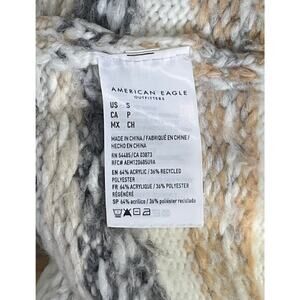 AMERICAN EAGLE
OUTFITTERS
US S
CA P
MX CH
MADE IN CHINA / FABRIQUÉ EN CHINE /
HECHO EN CHINA
RN 54485/CA 03873
RFC# AEM120605U9A
EN 64% ACRYLIC / 36% RECYCLED
POLYESTER
FR 64% ACRYLIQUE / 36% POLYESTER
RÉGÉNÉRÉ
SP 64% acrílico / 36% poliéster reciclado